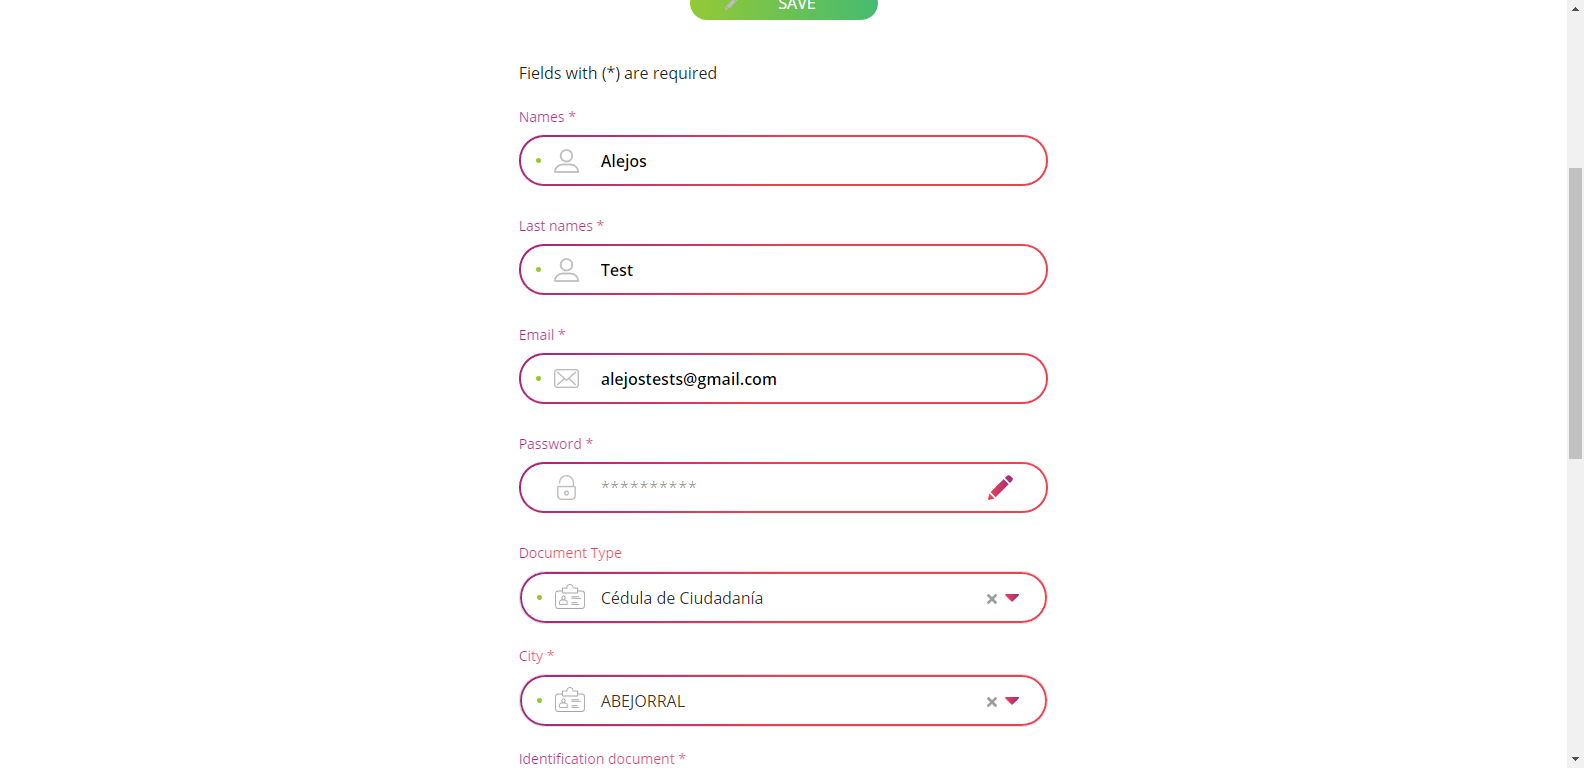 SAVE
Fields with (*) are required
Names *
Alejos
Last names *
Test
Email *
alejostests@gmail.com
Password *
**********
Document Type
Cédula de Ciudadanía
City *
ABEJORRAL
Identification document *